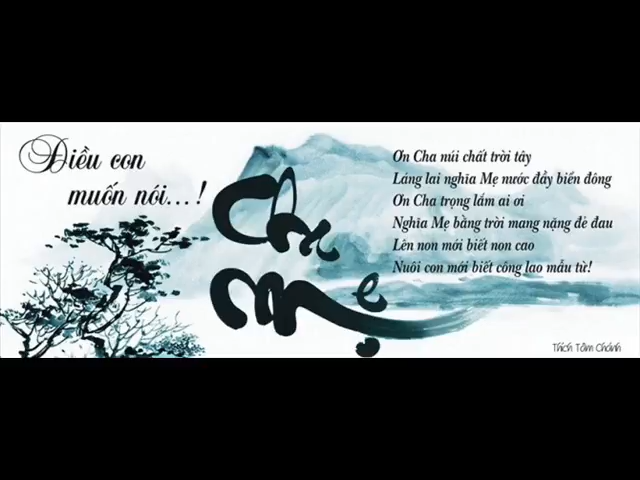 Điều con
muốn nói...!
Cha
Mẹ
Ơn Cha núi chất trời tây
Láng lai nghĩa Mẹ mước đầy biển đông
Ơn Cha trọng lắm ai ơi
Nghĩa Mẹ bằng trời mang nặng đẻ đau
Lên non mới biết non cao
Nuôi con mới biết công lao mẫu từ!
Thích Tâm Chánh